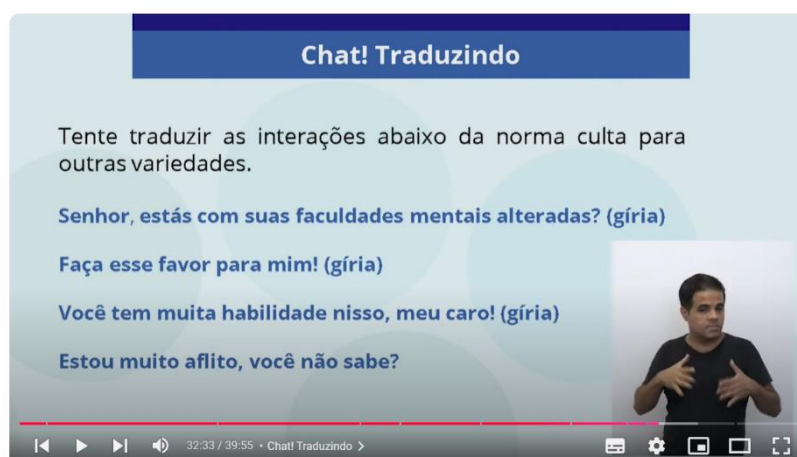 Chat! Traduzindo
Tente traduzir as interações abaixo da norma culta para
outras variedades.
Senhor, estás com suas faculdades mentais alteradas? (gíria)
Faça esse favor para mim! (gíria)
Você tem muita habilidade nisso, meu caro! (gíria)
Estou muito aflito, você não sabe?
32:33 / 39:55 • Chat! Traduzindo >